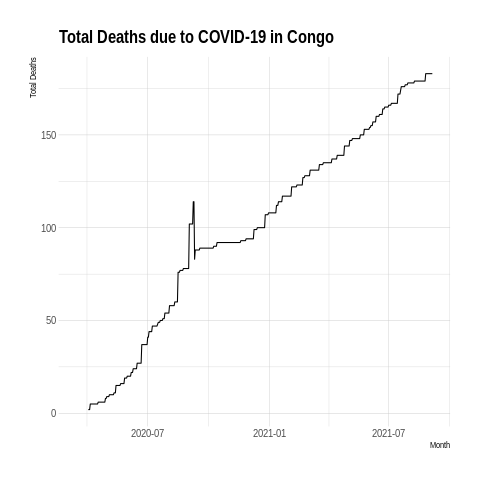 Total Deaths due to COVID-19 in Congo
Total Deaths
150
100
50
0
2020-07
2021-01
2021-07
Month